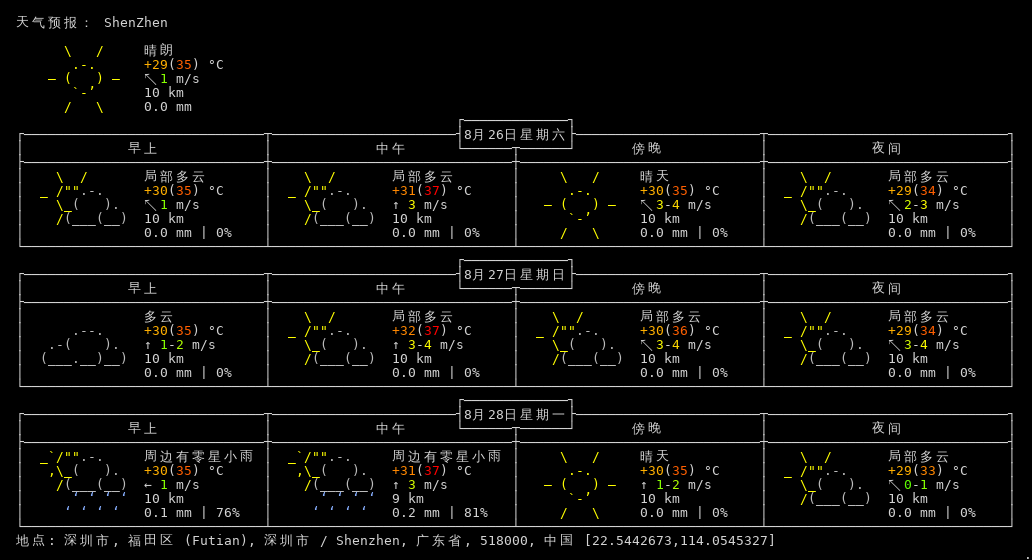 天气预报： ShenZhen
晴朗
+29(35) °C
↖ 1 m/s
10 km
0.0 mm
8月26日星期六
早上 中午 傍晚 夜间
局部多云 局部多云 晴天 局部多云
+30(35) °C +31(37) °C +30(35) °C +29(34) °C
↖ 1 m/s ↑ 3 m/s ↖ 3-4 m/s ↖ 2-3 m/s
10 km 10 km 10 km 10 km
0.0 mm | 0% 0.0 mm | 0% 0.0 mm | 0% 0.0 mm | 0%
8月27日星期日
早上 中午 傍晚 夜间
多云 局部多云 局部多云 局部多云
+30(35) °C +32(37) °C +30(36) °C +29(34) °C
↑ 1-2 m/s ↑ 3-4 m/s ↖ 3-4 m/s ↖ 3-4 m/s
10 km 10 km 10 km 10 km
0.0 mm | 0% 0.0 mm | 0% 0.0 mm | 0% 0.0 mm | 0%
8月28日星期一
早上 中午 傍晚 夜间
周边有零星小雨 周边有零星小雨 晴天 局部多云
+30(35) °C +31(37) °C +30(35) °C +29(33) °C
← 1 m/s ↑ 3 m/s ↑ 1-2 m/s ↖ 0-1 m/s
10 km 9 km 10 km 10 km
0.1 mm | 76% 0.2 mm | 81% 0.0 mm | 0% 0.0 mm | 0%
地点: 深圳市, 福田区 (Futian), 深圳市 / Shenzhen, 广东省, 518000, 中国 [22.5442673,114.0545327]